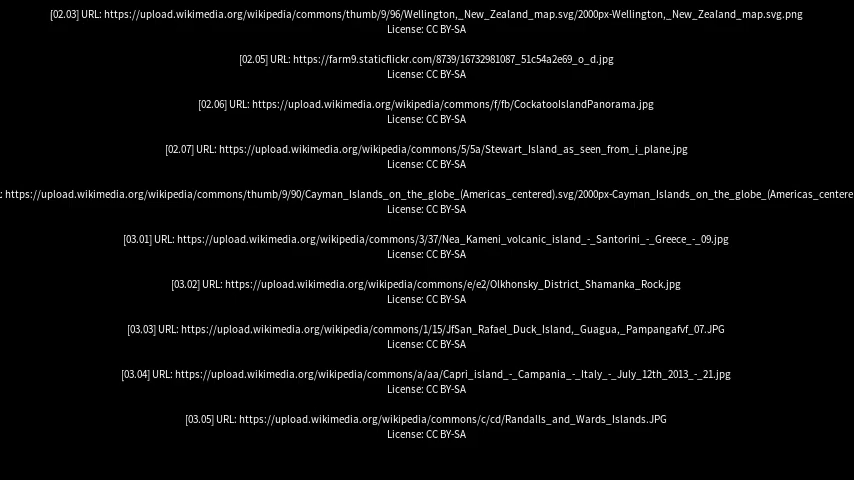 [02.03] URL: https://upload.wikimedia.org/wikipedia/commons/thumb/9/96/Wellington,_New_Zealand_map.svg/2000px-Wellington,_New_Zealand_map.svg.png
License: CC BY-SA
[02.05] URL: https://farm9.staticflickr.com/8739/16732981087_51c54a2e69_o_d.jpg
License: CC BY-SA
[02.06] URL: https://upload.wikimedia.org/wikipedia/commons/f/fb/CockatooIslandPanorama.jpg
License: CC BY-SA
[02.07] URL: https://upload.wikimedia.org/wikipedia/commons/5/5a/Stewart_Island_as_seen_from_i_plane.jpg
License: CC BY-SA
: https://upload.wikimedia.org/wikipedia/commons/thumb/9/90/Cayman_Islands_on_the_globe_(Americas_centered).svg/2000px-Cayman_Islands_on_the_globe_(Americas_centere
License: CC BY-SA
[03.01] URL: https://upload.wikimedia.org/wikipedia/commons/3/37/Nea_Kameni_volcanic_island_-_Santorini_-_Greece_-_09.jpg
License: CC BY-SA
[03.02] URL: https://upload.wikimedia.org/wikipedia/commons/e/e2/Olkhonsky_District_Shamanka_Rock.jpg
License: CC BY-SA
[03.03] URL: https://upload.wikimedia.org/wikipedia/commons/1/15/JfSan_Rafael_Duck_Island,_Guagua,_Pampangafvf_07.JPG
License: CC BY-SA
[03.04] URL: https://upload.wikimedia.org/wikipedia/commons/a/aa/Capri_island_-_Campania_-_Italy_-_July_12th_2013_-_21.jpg
License: CC BY-SA
[03.05] URL: https://upload.wikimedia.org/wikipedia/commons/c/cd/Randalls_and_Wards_Islands.JPG
License: CC BY-SA